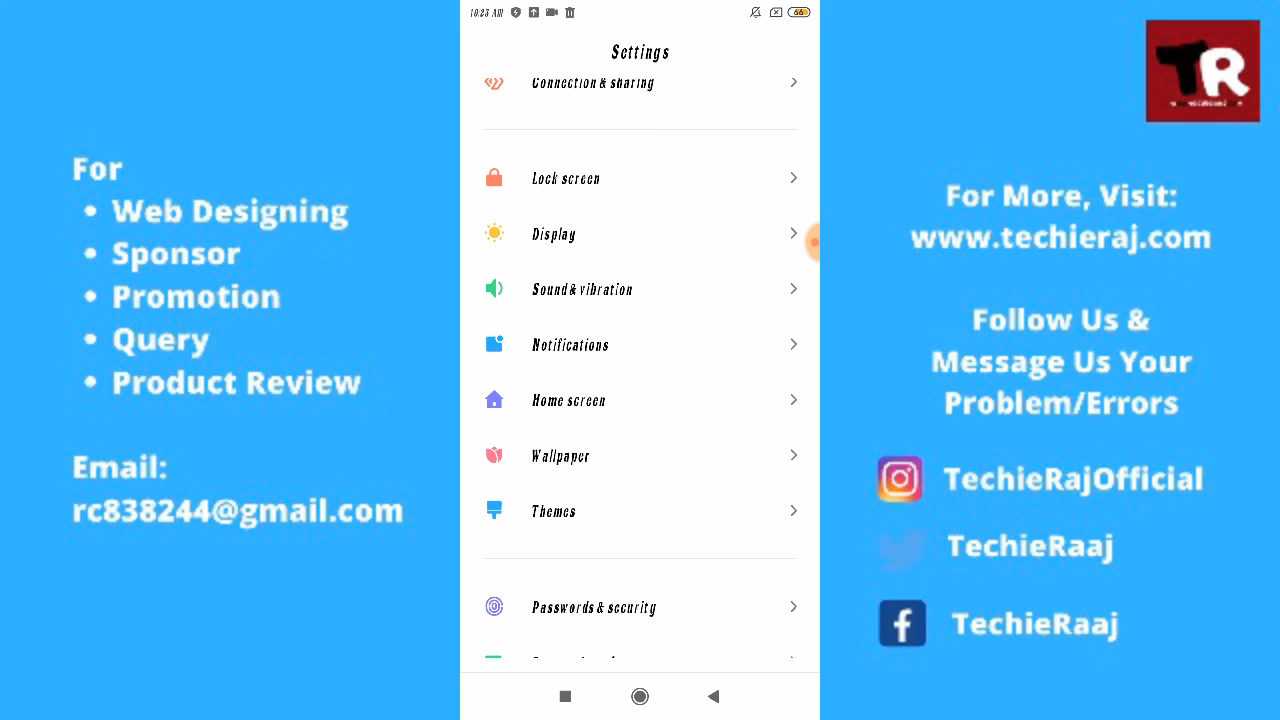 10:23 AM
66
Settings
Connection & sharing
Lock screen
Display
Sound & vibration
Notifications
Home screen
Wallpaper
Themes
Passwords & security
For
• Web Designing
• Sponsor
• Promotion
• Query
• Product Review
Email:
rc838244@gmail.com
TR
For More, Visit:
www.techieraj.com
Follow Us &
Message Us Your
Problem/Errors
TechieRajOfficial
TechieRaaj
TechieRaaj